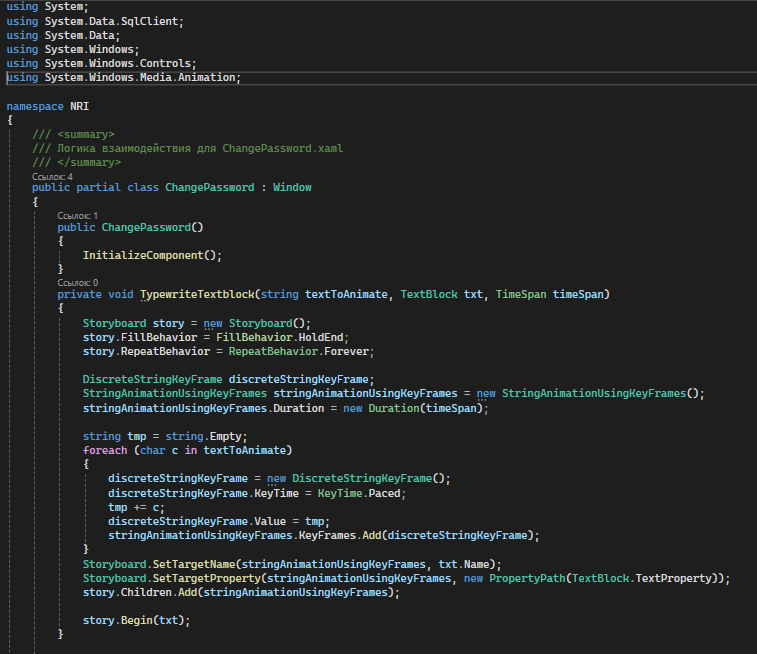 using System;
using System.Data.SqlClient;
using System.Data;
using System.Windows;
using System.Windows.Controls;
using System.Windows.Media.Animation;
namespace NRI
{
/// <summary>
/// Логика взаимодействия для ChangePassword.xaml
/// </summary>
Ссылок: 4
public partial class ChangePassword : Window
{
Ссылок: 1
public ChangePassword()
{
InitializeComponent();
}
Ссылок: 0
private void TypewriteTextblock(string textToAnimate, TextBlock txt, TimeSpan timeSpan)
{
Storyboard story = new Storyboard();
story.FillBehavior = FillBehavior.HoldEnd;
story.RepeatBehavior = RepeatBehavior.Forever;
DiscreteStringKeyFrame discreteStringKeyFrame;
StringAnimationUsingKeyFrames stringAnimationUsingKeyFrames = new StringAnimationUsingKeyFrames();
stringAnimationUsingKeyFrames.Duration = new Duration(timeSpan);
string tmp = string.Empty;
foreach (char c in textToAnimate)
{
discreteStringKeyFrame = new DiscreteStringKeyFrame();
discreteStringKeyFrame.KeyTime = KeyTime.Paced;
tmp += c;
discreteStringKeyFrame.Value = tmp;
stringAnimationUsingKeyFrames.KeyFrames.Add(discreteStringKeyFrame);
}
Storyboard.SetTargetName(stringAnimationUsingKeyFrames, txt.Name);
Storyboard.SetTargetProperty(stringAnimationUsingKeyFrames, new PropertyPath(TextBlock.TextProperty));
story.Children.Add(stringAnimationUsingKeyFrames);
story.Begin(txt);
}